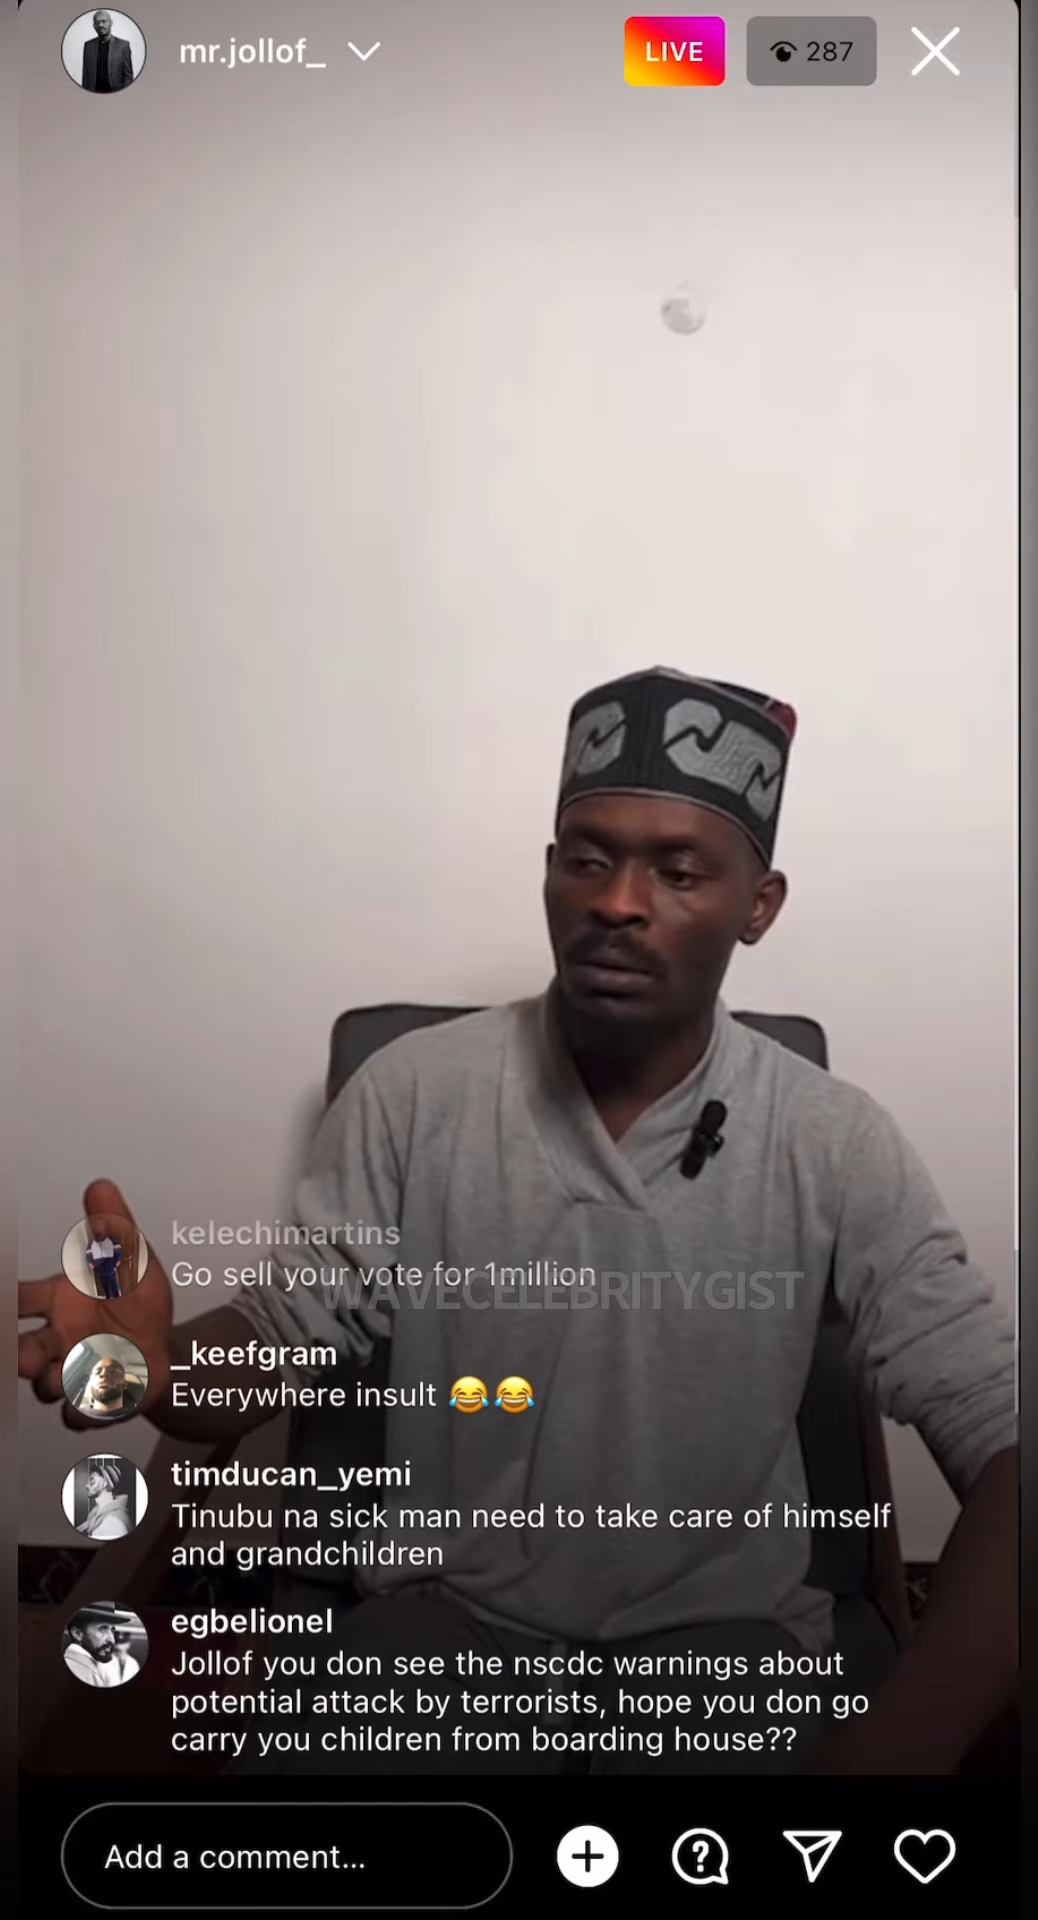 mr.jollof_
LIVE
287
kelechimartins
Go sell your vote for 1million
WAVECELEBRITYGIST
_keefgram
Everywhere insult 😂😂
timducan_yemi
Tinubu na sick man need to take care of himself
and grandchildren
egbelionel
Jollof you don see the nscdc warnings about
potential attack by terrorists, hope you don go
carry you children from boarding house??
Add a comment...